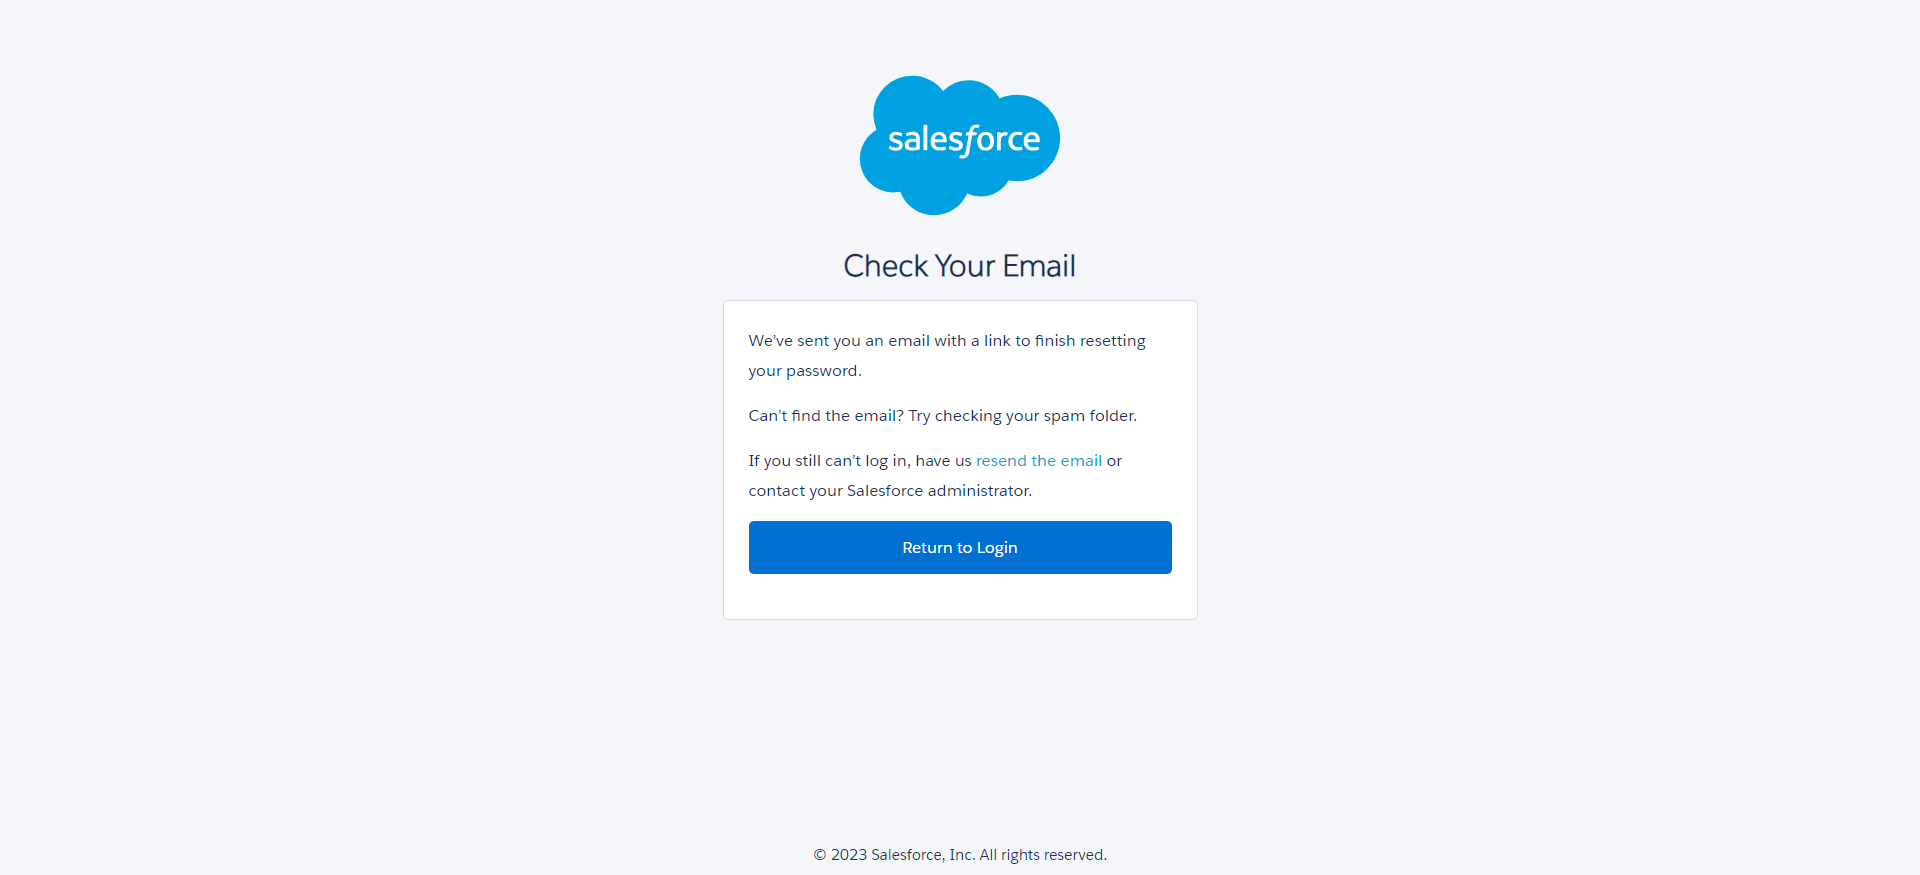 salesforce
Check Your Email
We’ve sent you an email with a link to finish resetting
your password.
Can’t find the email? Try checking your spam folder.
If you still can’t log in, have us resend the email or
contact your Salesforce administrator.
Return to Login
© 2023 Salesforce, Inc. All rights reserved.